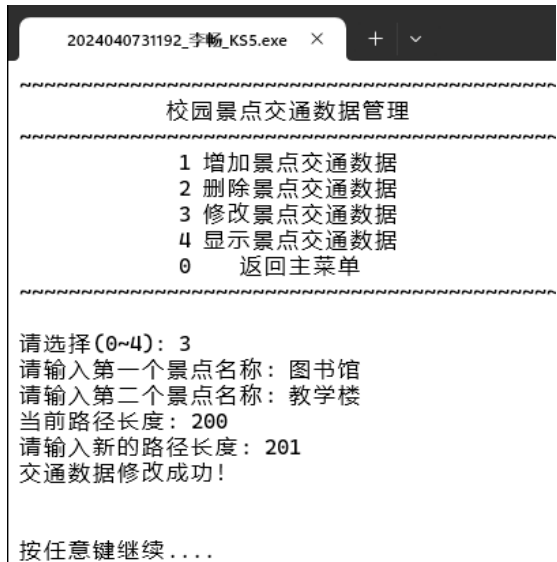 2024040731192_李畅_KS5.exe × + ⌄
~~~~~~~~~~~~~~~~~~~~~~~~~~~~~~~~~~~~~~~~~~~~
校园景点交通数据管理
~~~~~~~~~~~~~~~~~~~~~~~~~~~~~~~~~~~~~~~~~~~~
1 增加景点交通数据
2 删除景点交通数据
3 修改景点交通数据
4 显示景点交通数据
0 返回主菜单
~~~~~~~~~~~~~~~~~~~~~~~~~~~~~~~~~~~~~~~~~~~~
请选择(0~4): 3
请输入第一个景点名称: 图书馆
请输入第二个景点名称: 教学楼
当前路径长度: 200
请输入新的路径长度: 201
交通数据修改成功!
按任意键继续....